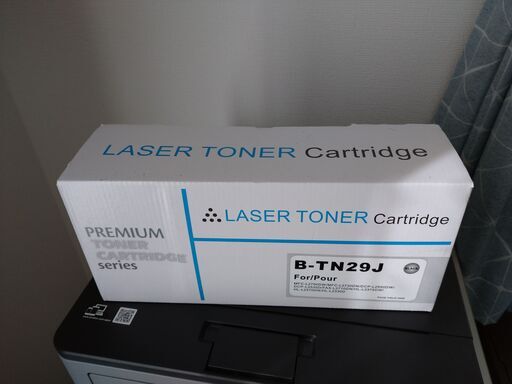 LASER TONER Cartridge
LASER TONER Cartridge
PREMIUM
TONER
CARTRIDGE
series
B-TN29J
For/Pour